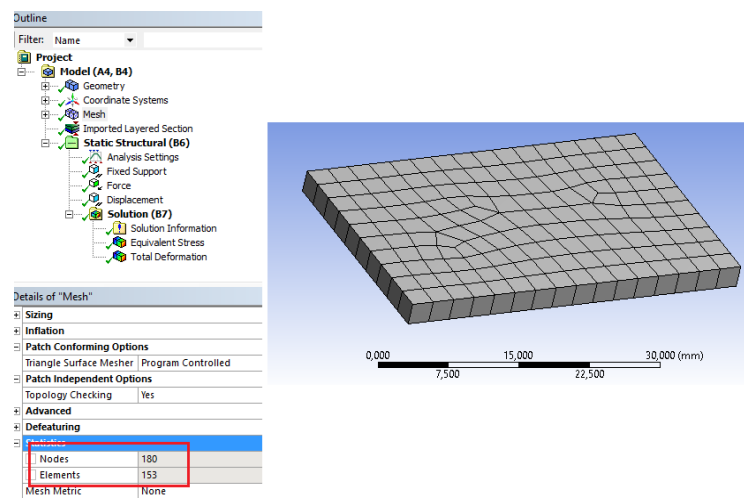 Outline
Filter: Name
Project
Model (A4, B4)
Geometry
Coordinate Systems
Mesh
Imported Layered Section
Static Structural (B6)
Analysis Settings
Fixed Support
Force
Displacement
Solution (B7)
Solution Information
Equivalent Stress
Total Deformation
Details of "Mesh"
Sizing
Inflation
Patch Conforming Options
Triangle Surface Mesher Program Controlled
Patch Independent Options
Topology Checking Yes
Advanced
Defeaturing
Statistics
Nodes 180
Elements 153
Mesh Metric None
0,000 15,000 30,000 (mm)
7,500 22,500